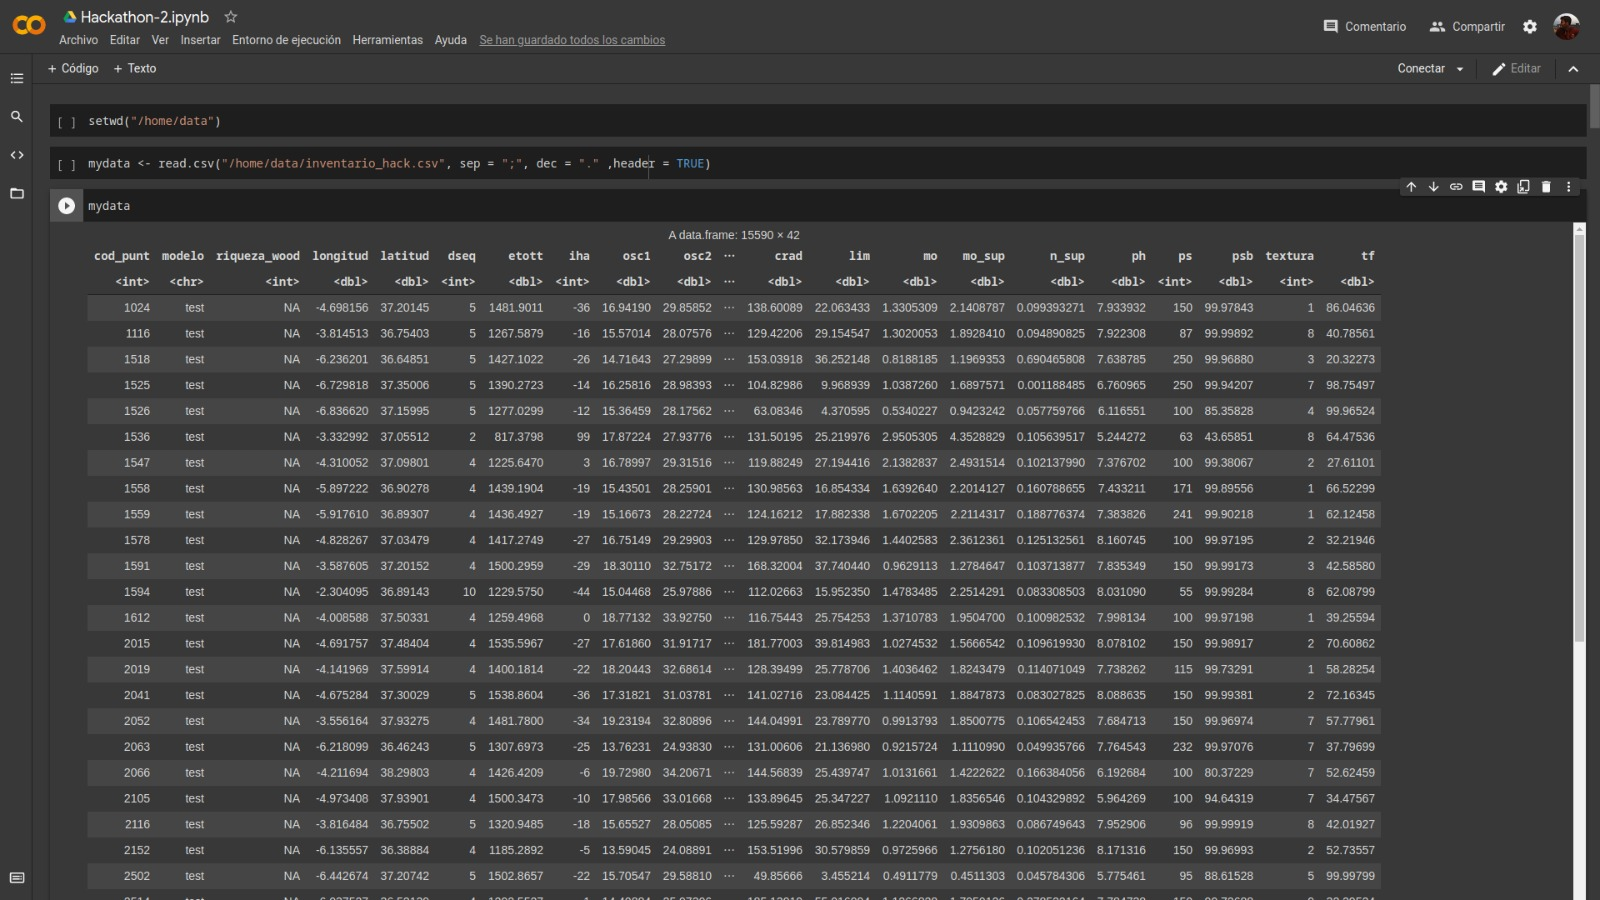 Hackathon-2.ipynb
Archivo Editar Ver Insertar Entorno de ejecución Herramientas Ayuda Se han guardado todos los cambios
Comentario Compartir
+ Código + Texto
Conectar Editar
[ ] setwd("/home/data")
[ ] mydata <- read.csv("/home/data/inventario_hack.csv", sep = ";", dec = "." ,header = TRUE)
mydata
A data.frame: 15590 × 42
cod_punt modelo riqueza_wood longitud latitud dseq etott iha osc1 osc2 ⋯ crad lim mo mo_sup n_sup ph ps psb textura tf
<int> <chr> <int> <dbl> <dbl> <int> <dbl> <int> <dbl> <dbl> ⋯ <dbl> <dbl> <dbl> <dbl> <dbl> <dbl> <int> <dbl> <int> <dbl>
1024 test NA -4.698156 37.20145 5 1481.9011 -36 16.94190 29.85852 ⋯ 138.60089 22.063433 1.3305309 2.1408787 0.099393271 7.933932 150 99.97843 1 86.04636
1116 test NA -3.814513 36.75403 5 1267.5879 -16 15.57014 28.07576 ⋯ 129.42206 29.154547 1.3020053 1.8928410 0.094890825 7.922308 87 99.99892 8 40.78561
1518 test NA -6.236201 36.64851 5 1427.1022 -26 14.71643 27.29899 ⋯ 153.03918 36.252148 0.8188185 1.1969353 0.690465808 7.638785 250 99.96880 3 20.32273
1525 test NA -6.729818 37.35006 5 1390.2723 -14 16.25816 28.98393 ⋯ 104.82986 9.968939 1.0387260 1.6897571 0.001188485 6.760965 250 99.94207 7 98.75497
1526 test NA -6.836620 37.15995 5 1277.0299 -12 15.36459 28.17562 ⋯ 63.08346 4.370595 0.5340227 0.9423242 0.057759766 6.116551 100 85.35828 4 99.96524
1536 test NA -3.332992 37.05512 2 817.3798 99 17.87224 27.93776 ⋯ 131.50195 25.219976 2.9505305 4.3528829 0.105639517 5.244272 63 43.65851 8 64.47536
1547 test NA -4.310052 37.09801 4 1225.6470 3 16.78997 29.31516 ⋯ 119.88249 27.194416 2.1382837 2.4931514 0.102137990 7.376702 100 99.38067 2 27.61101
1558 test NA -5.897222 36.90278 4 1439.1904 -19 15.43501 28.25901 ⋯ 130.98563 16.854334 1.6392640 2.2014127 0.160788655 7.433211 171 99.89556 1 66.52299
1559 test NA -5.917610 36.89307 4 1436.4927 -19 15.16673 28.22724 ⋯ 124.16212 17.882338 1.6702205 2.2114317 0.188776374 7.383826 241 99.90218 1 62.12458
1578 test NA -4.828267 37.03479 4 1417.2749 -27 16.75149 29.29903 ⋯ 129.97850 32.173946 1.4402583 2.3612361 0.125132561 8.160745 100 99.97195 2 32.21946
1591 test NA -3.587605 37.20152 4 1500.2959 -29 18.30110 32.75172 ⋯ 168.32004 37.740440 0.9629113 1.2784647 0.103713877 7.835349 150 99.99173 3 42.58580
1594 test NA -2.304095 36.89143 10 1229.5750 -44 15.04468 25.97886 ⋯ 112.02663 15.952350 1.4783485 2.2514291 0.083308503 8.031090 55 99.99284 8 62.08799
1612 test NA -4.008588 37.50331 4 1259.4968 0 18.77132 33.92750 ⋯ 116.75443 25.754253 1.3710783 1.9504700 0.100982532 7.998134 100 99.97198 1 39.25594
2015 test NA -4.691757 37.48404 4 1535.5967 -27 17.61860 31.91717 ⋯ 181.77003 39.814983 1.0274532 1.5666542 0.109619930 8.078102 150 99.98917 2 70.60862
2019 test NA -4.141969 37.59914 4 1400.1814 -22 18.20443 32.68614 ⋯ 128.39499 25.778706 1.4036462 1.8243479 0.114071049 7.738262 115 99.73291 1 58.28254
2041 test NA -4.675284 37.30029 5 1538.8604 -36 17.31821 31.03781 ⋯ 141.02716 23.084425 1.1140591 1.8847873 0.083027825 8.088635 150 99.99381 2 72.16345
2052 test NA -3.556164 37.93275 4 1481.7800 -34 19.23194 32.80896 ⋯ 144.04991 23.789770 0.9913793 1.8500775 0.106542453 7.684713 150 99.96974 7 57.77961
2063 test NA -6.218099 36.46243 5 1307.6973 -25 13.76231 24.93830 ⋯ 131.00606 21.136980 0.9215724 1.1110990 0.049935766 7.764543 232 99.97076 7 37.79699
2066 test NA -4.211694 38.29803 4 1426.4209 -6 19.72980 34.20671 ⋯ 144.56839 25.439747 1.0131661 1.4222622 0.166384056 6.192684 100 80.37229 7 52.62459
2105 test NA -4.973408 37.93901 4 1500.3473 -10 17.98566 33.01668 ⋯ 133.89645 25.347227 1.0921110 1.8356546 0.104329892 5.964269 100 94.64319 7 34.47567
2116 test NA -3.816484 36.75502 5 1320.9485 -18 15.65527 28.05085 ⋯ 125.59287 26.852346 1.2204061 1.9309863 0.086749643 7.952906 96 99.99919 8 42.01927
2152 test NA -6.135557 36.38884 4 1185.2892 -5 13.59045 24.08891 ⋯ 153.51996 30.579859 0.9725966 1.2756180 0.102051236 8.171316 150 99.96993 2 52.73557
2502 test NA -6.442674 37.20742 5 1502.8657 -22 15.70547 29.58810 ⋯ 49.85666 3.455214 0.4911779 0.4511303 0.045784306 5.775461 95 88.61528 5 99.99799